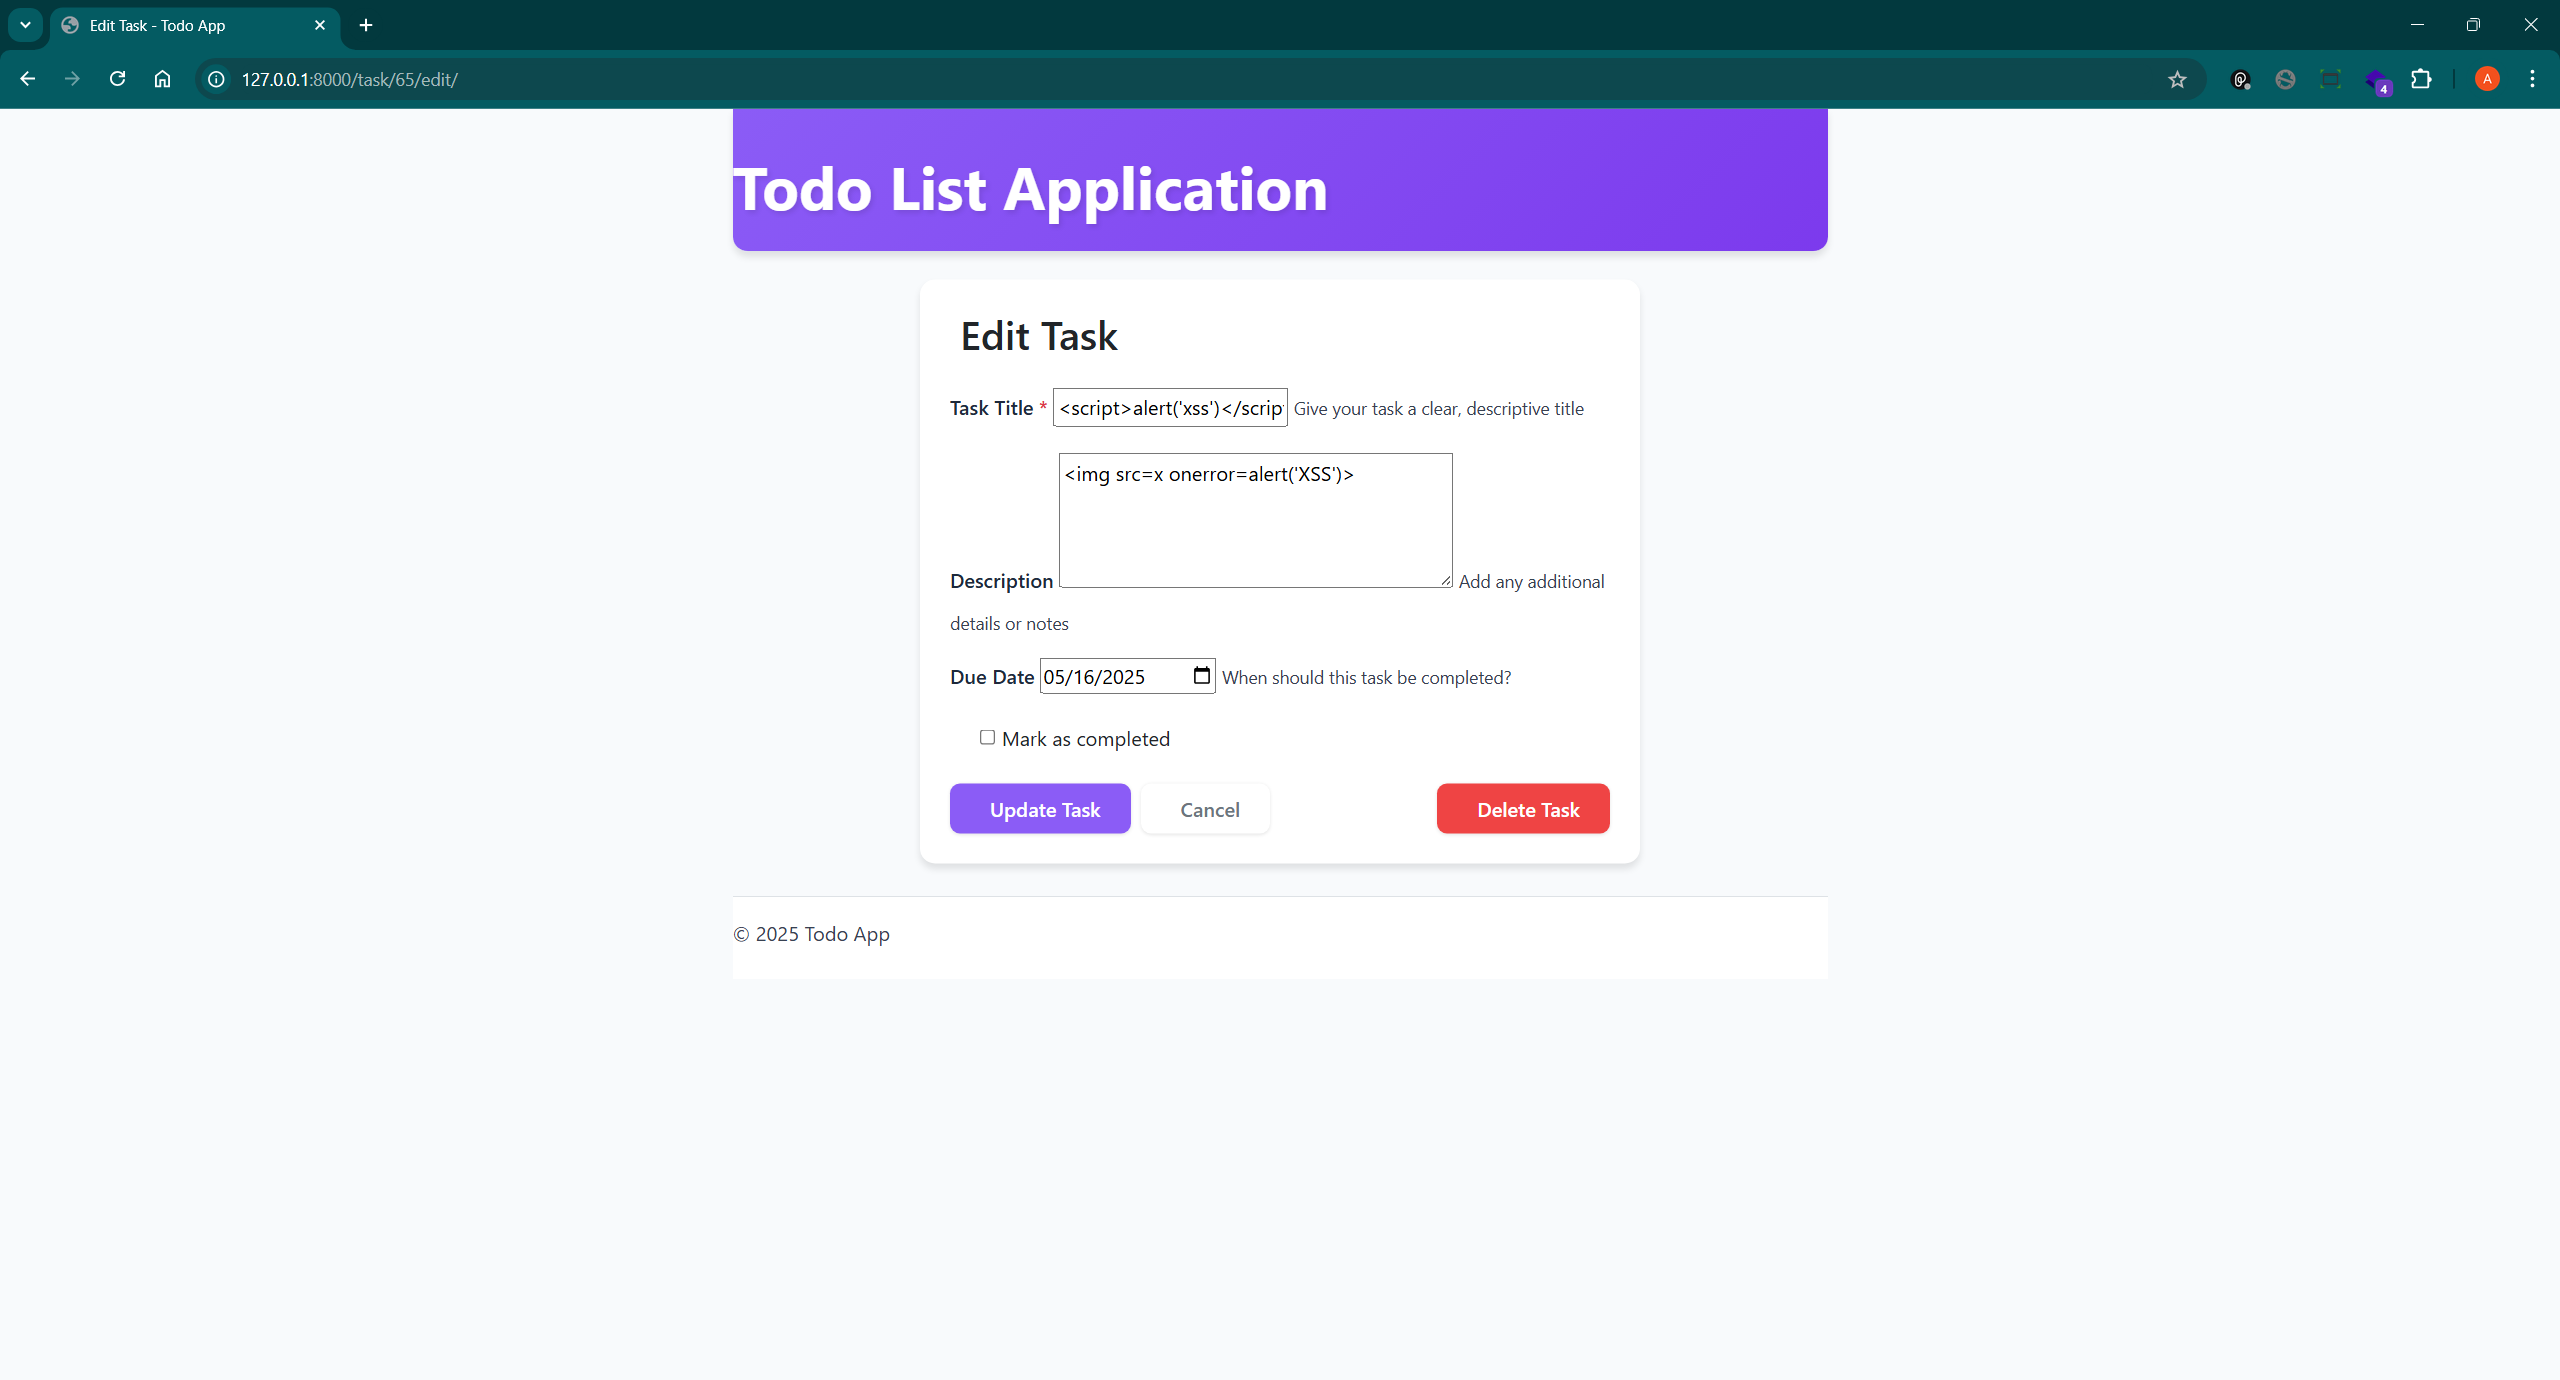 Edit Task - Todo App
127.0.0.1:8000/task/65/edit/
4
A
Todo List Application
Edit Task
Task Title * <script>alert('xss')</scrip Give your task a clear, descriptive title
<img src=x onerror=alert('XSS')>
Description Add any additional
details or notes
Due Date 05/16/2025 When should this task be completed?
Mark as completed
Update Task Cancel Delete Task
© 2025 Todo App